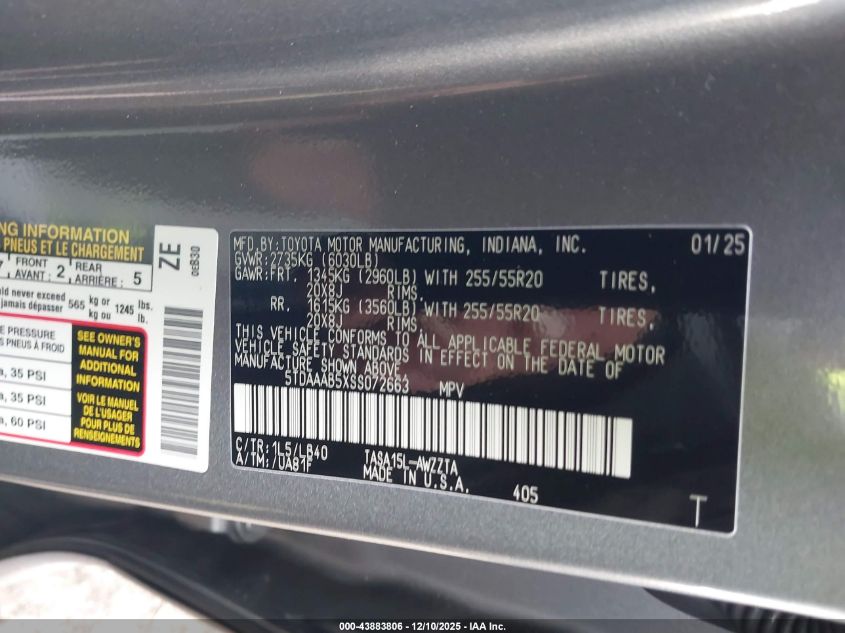 ING INFORMATION
PNEUS ET LE CHARGEMENT
7 FRONT AVANT: 2 REAR ARRIÈRE: 5
uld never exceed
jamais dépasser 565 kg or kg ou 1245 lbs. lb.
E PRESSURE
S PNEUS À FROID
a, 35 PSI
a, 35 PSI
a, 60 PSI
SEE OWNER'S
MANUAL FOR
ADDITIONAL
INFORMATION
VOIR LE MANUEL
DE L'USAGER
POUR PLUS DE
RENSEIGNEMENTS
ZE
MFD. BY: TOYOTA MOTOR MANUFACTURING, INDIANA, INC. 01/25
GVWR: 2735KG (6030LB)
GAWR: FRT. 1345KG (2960LB) WITH 255/55R20 TIRES,
20X8J RIMS,
RR. 1615KG (3560LB) WITH 255/55R20 TIRES,
20X8J RIMS.
THIS VEHICLE CONFORMS TO ALL APPLICABLE FEDERAL MOTOR
VEHICLE SAFETY STANDARDS IN EFFECT ON THE DATE OF
MANUFACTURE SHOWN ABOVE.
5TDAAAB5XSS072663 MPV
C/TR: 1L5/LB40 TASA15L-AWZZTA
A/TM: /UA81F MADE IN U.S.A. 405
T
000-43883806 - 12/10/2025 - IAA Inc.